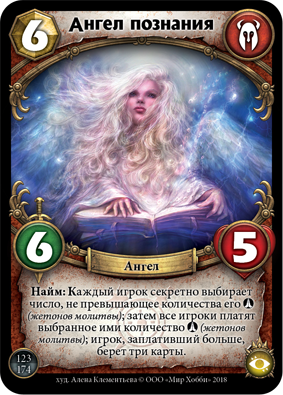 6
Ангел познания
6
Ангел
5
Найм: Каждый игрок секретно выбирает
число, не превышающее количества его
(жетонов молитвы); затем все игроки платят
выбранное ими количество (жетонов
молитвы); игрок, заплативший больше,
берёт три карты.
123
174
худ. Алена Клементьева © ООО «Мир Хобби» 2018